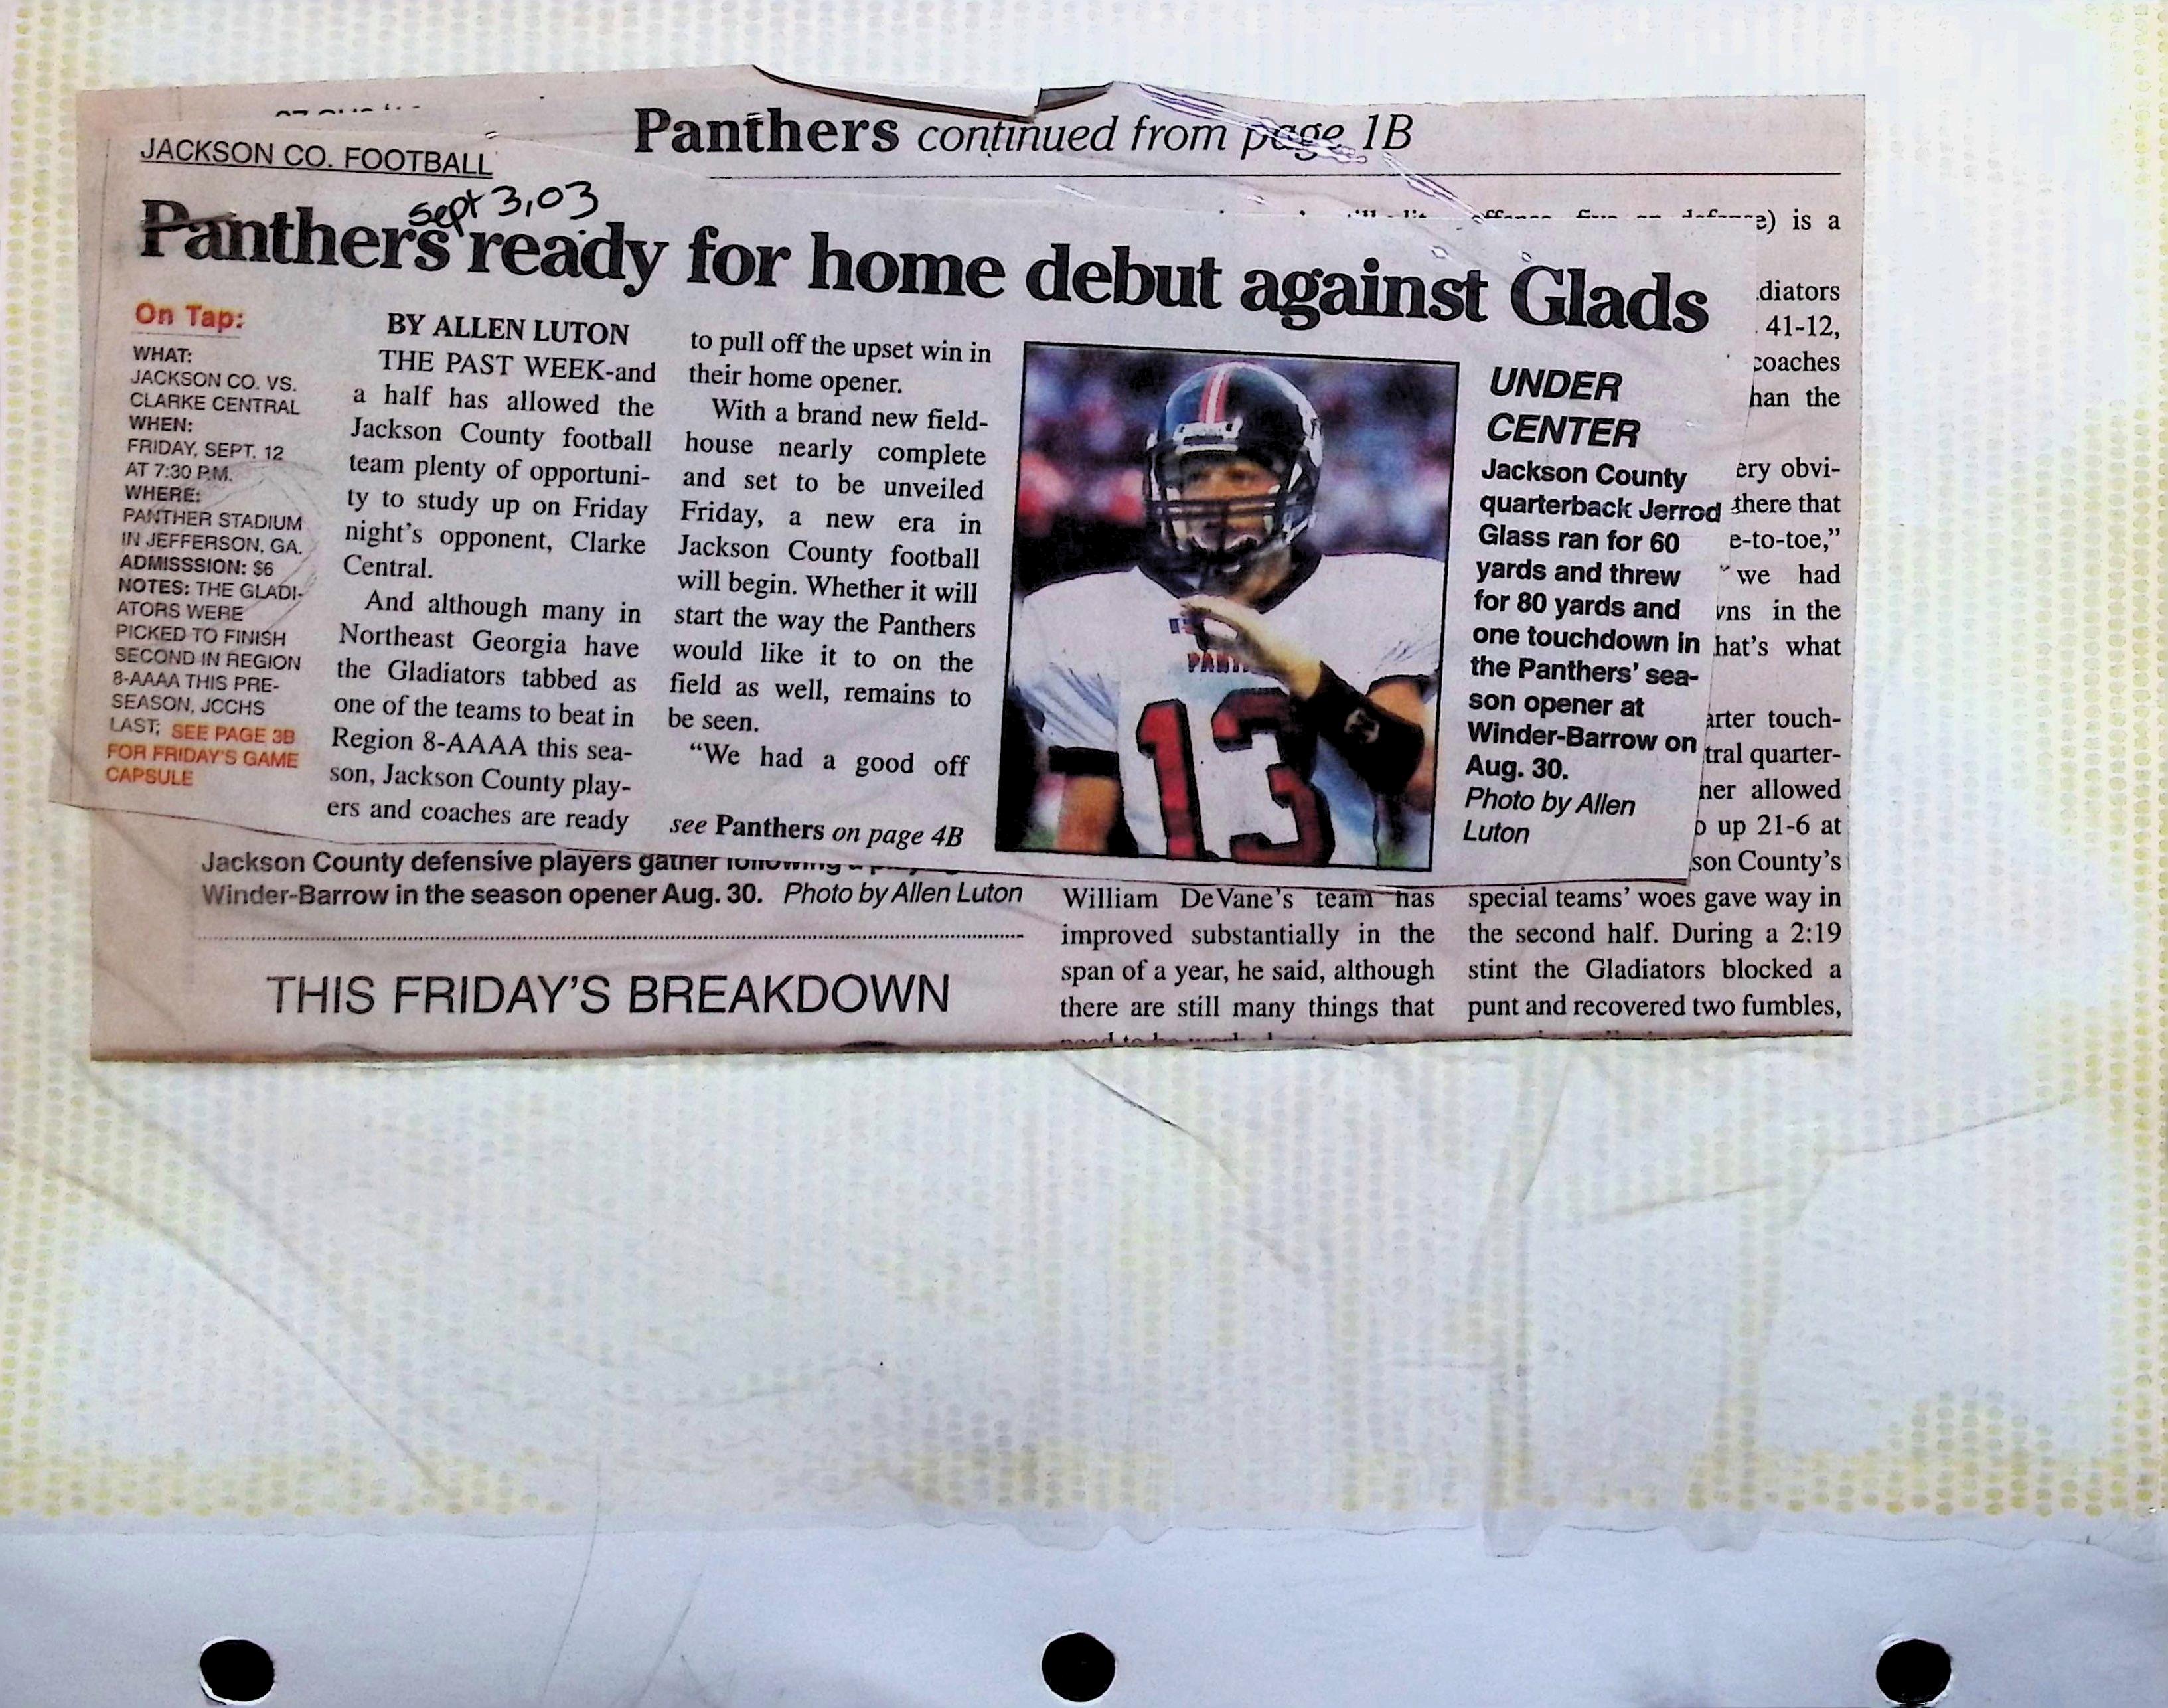 Panthers continued from page 1B
JACKSON CO. FOOTBALL
sept 3,03
Panthers ready for home debut against Glads
On Tap:
WHAT:
JACKSON CO. VS.
CLARKE CENTRAL
WHEN:
FRIDAY, SEPT. 12
AT 7:30 P.M.
WHERE:
PANTHER STADIUM
IN JEFFERSON, GA.
ADMISSSION: $6
NOTES: THE GLADI-
ATORS WERE
PICKED TO FINISH
SECOND IN REGION
8-AAAA THIS PRE-
SEASON, JCCHS
LAST; SEE PAGE 3B
FOR FRIDAY'S GAME
CAPSULE
BY ALLEN LUTON
THE PAST WEEK-and
a half has allowed the
Jackson County football
team plenty of opportuni-
ty to study up on Friday
night's opponent, Clarke
Central.
And although many in
Northeast Georgia have
the Gladiators tabbed as
one of the teams to beat in
Region 8-AAAA this sea-
son, Jackson County play-
ers and coaches are ready
to pull off the upset win in
their home opener.
With a brand new field-
house nearly complete
and set to be unveiled
Friday, a new era in
Jackson County football
will begin. Whether it will
start the way the Panthers
would like it to on the
field as well, remains to
be seen.
"We had a good off
see Panthers on page 4B
13
UNDER
CENTER
Jackson County
quarterback Jerrod
Glass ran for 60
yards and threw
for 80 yards and
one touchdown in
the Panthers' sea-
son opener at
Winder-Barrow on
Aug. 30.
Photo by Allen
Luton
is a
diators
41-12,
coaches
han the
ery obvi-
there that
e-to-toe,"
we had
in the
hat's what
arter touch-
tral quarter-
ner allowed
up 21-6 at
son County's
special teams' woes gave way in
the second half. During a 2:19
stint the Gladiators blocked a
punt and recovered two fumbles,
Jackson County defensive players gather following a
Winder-Barrow in the season opener Aug. 30. Photo by Allen Luton
THIS FRIDAY'S BREAKDOWN
William DeVane's team has
improved substantially in the
span of a year, he said, although
there are still many things that